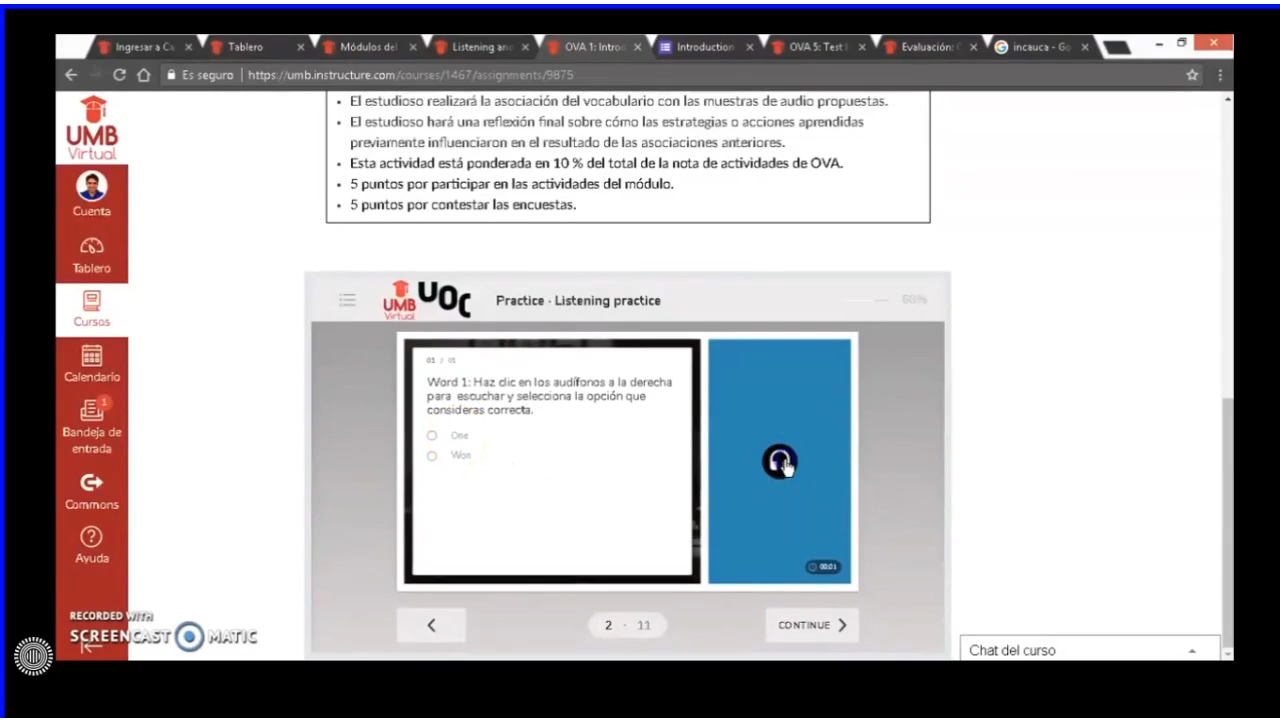 Ingresar a Ca
Tablero
Módulos del
Listening and
OVA 1: Introd
Introduction
OVA 5: Test
Evaluación:
incauca - Go
Es seguro | https://umb.instructure.com/courses/1467/assignments/9875
UMB
Virtual
Cuenta
Tablero
Cursos
Calendario
1
Bandeja de
entrada
Commons
Ayuda
• El estudioso realizará la asociación del vocabulario con las muestras de audio propuestas.
• El estudioso hará una reflexión final sobre cómo las estrategias o acciones aprendidas
previamente influenciaron en el resultado de las asociaciones anteriores.
• Esta actividad está ponderada en 10 % del total de la nota de actividades de OVA.
• 5 puntos por participar en las actividades del módulo.
• 5 puntos por contestar las encuestas.
UMB
Virtual
UOC
Practice - Listening practice
01 / 01
Word 1: Haz clic en los audífonos a la derecha
para escuchar y selecciona la opción que
consideras correcta.
One
Won
00:01
2 · 11
CONTINUE
RECORDED WITH
SCREENCAST MATIC
Chat del curso